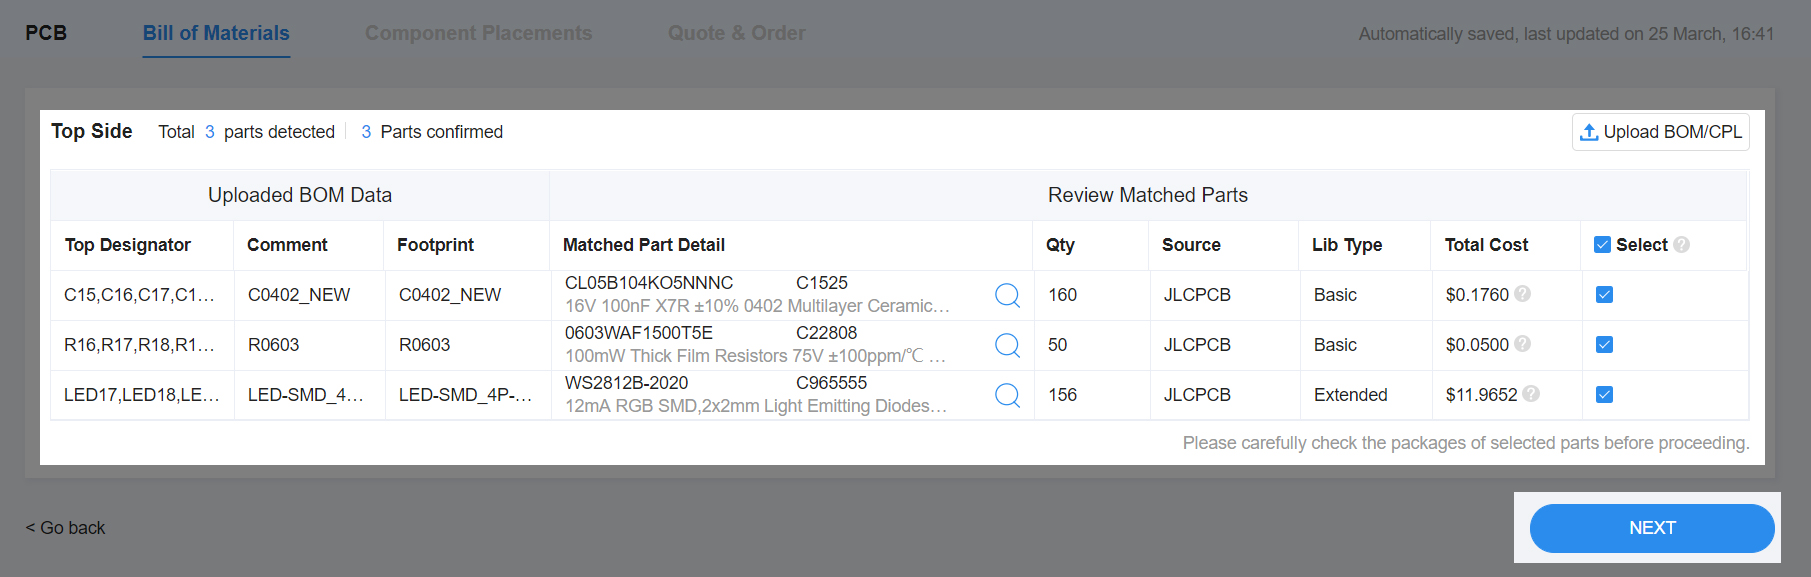 PCB Bill of Materials Component Placements Quote & Order Automatically saved, last updated on 25 March, 16:41
Top Side Total 3 parts detected 3 Parts confirmed Upload BOM/CPL
Uploaded BOM Data Review Matched Parts
Top Designator Comment Footprint Matched Part Detail Qty Source Lib Type Total Cost Select ?
C15,C16,C17,C1... C0402_NEW C0402_NEW CL05B104KO5NNNC C1525 160 JLCPCB Basic $0.1760 ?
16V 100nF X7R ±10% 0402 Multilayer Ceramic...
R16,R17,R18,R1... R0603 R0603 0603WAF1500T5E C22808 50 JLCPCB Basic $0.0500 ?
100mW Thick Film Resistors 75V ±100ppm/℃ ...
LED17,LED18,LE... LED-SMD_4... LED-SMD_4P-... WS2812B-2020 C965555 156 JLCPCB Extended $11.9652 ?
12mA RGB SMD,2x2mm Light Emitting Diodes...
Please carefully check the packages of selected parts before proceeding.
< Go back NEXT